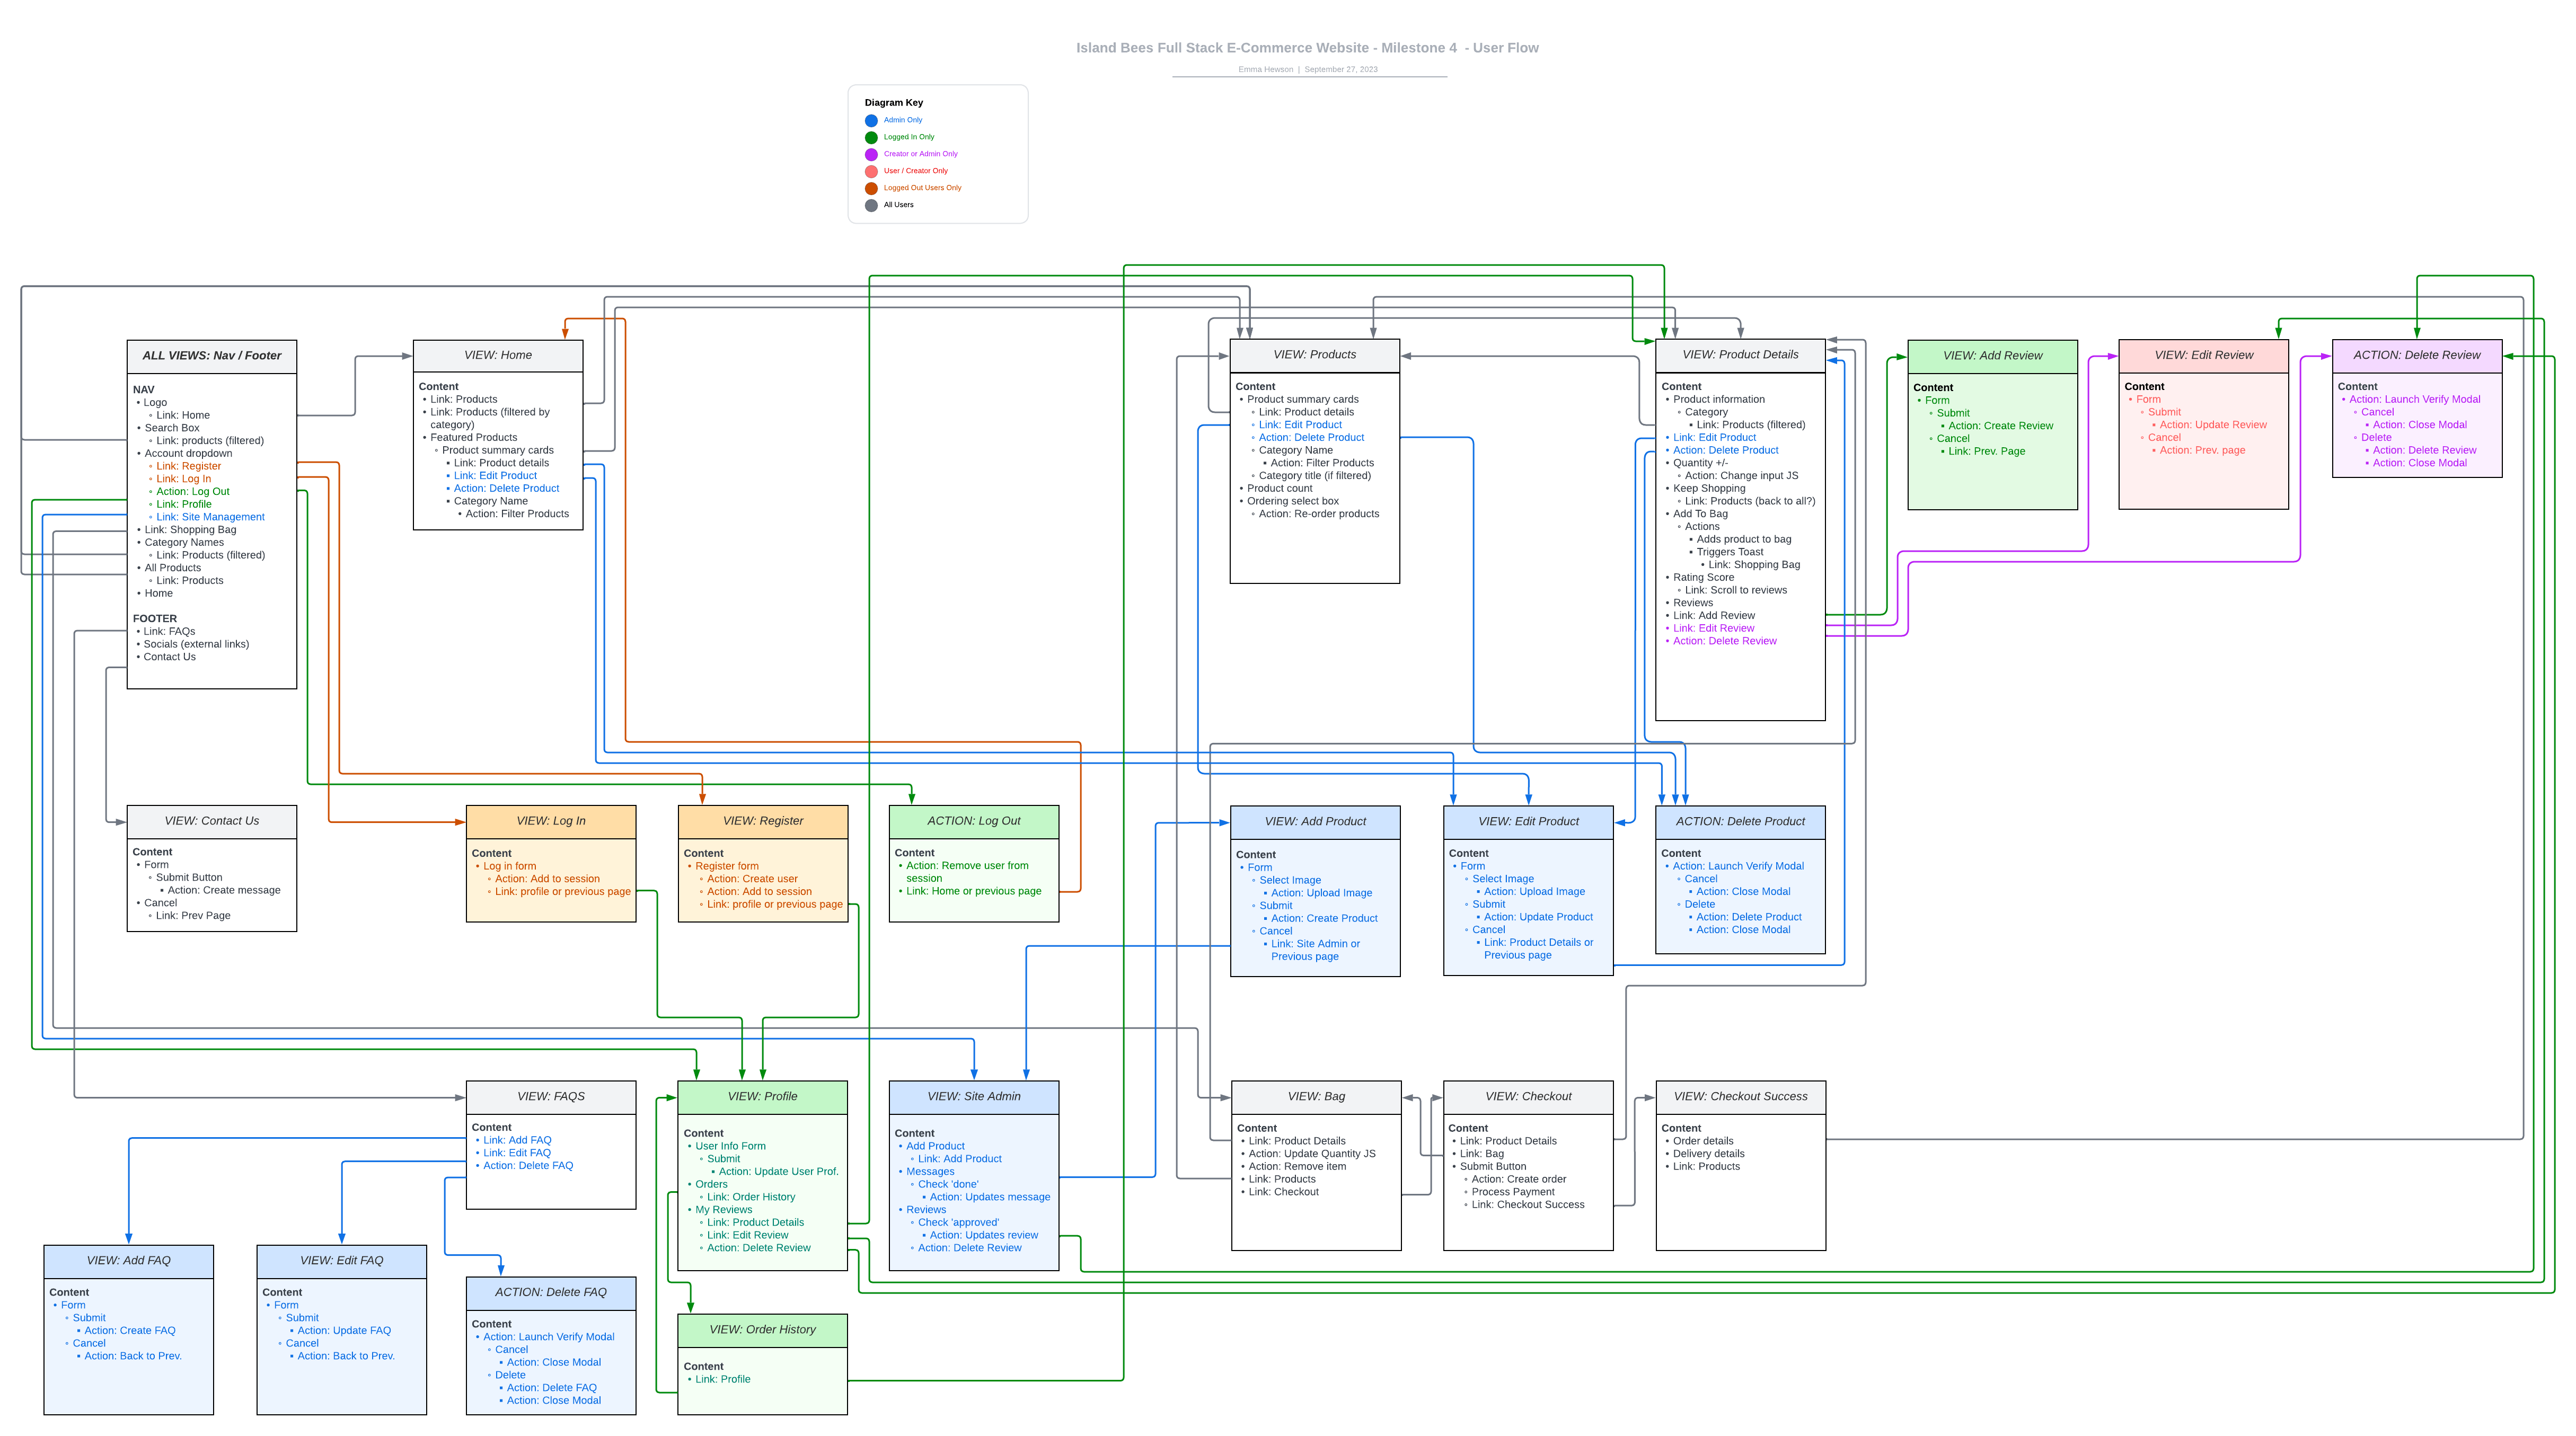 Island Bees Full Stack E-Commerce Website - Milestone 4 - User Flow
Emma Hewson | September 27, 2023
Diagram Key
Admin Only
Logged In Only
Creator or Admin Only
User / Creator Only
Logged Out Users Only
All Users
ALL VIEWS: Nav / Footer
NAV
• Logo
◦ Link: Home
• Search Box
◦ Link: products (filtered)
• Account dropdown
◦ Link: Register
◦ Link: Log In
◦ Action: Log Out
◦ Link: Profile
◦ Link: Site Management
• Link: Shopping Bag
• Category Names
◦ Link: Products (filtered)
• All Products
◦ Link: Products
• Home
FOOTER
• Link: FAQs
• Socials (external links)
• Contact Us
VIEW: Home
Content
• Link: Products
• Link: Products (filtered by
category)
• Featured Products
◦ Product summary cards
▪ Link: Product details
▪ Link: Edit Product
▪ Action: Delete Product
▪ Category Name
▪ Action: Filter Products
VIEW: Products
Content
• Product summary cards
◦ Link: Product details
◦ Link: Edit Product
◦ Action: Delete Product
◦ Category Name
▪ Action: Filter Products
◦ Category title (if filtered)
• Product count
• Ordering select box
◦ Action: Re-order products
VIEW: Product Details
Content
• Product information
◦ Category
▪ Link: Products (filtered)
• Link: Edit Product
• Action: Delete Product
• Quantity +/-
◦ Action: Change input JS
• Keep Shopping
◦ Link: Products (back to all?)
• Add To Bag
◦ Actions
▪ Adds product to bag
▪ Triggers Toast
▪ Link: Shopping Bag
• Rating Score
◦ Link: Scroll to reviews
• Reviews
• Link: Add Review
• Link: Edit Review
• Action: Delete Review
VIEW: Add Review
Content
• Form
◦ Submit
▪ Action: Create Review
◦ Cancel
▪ Link: Prev. Page
VIEW: Edit Review
Content
• Form
◦ Submit
▪ Action: Update Review
◦ Cancel
▪ Action: Prev. page
ACTION: Delete Review
Content
• Action: Launch Verify Modal
◦ Cancel
▪ Action: Close Modal
◦ Delete
▪ Action: Delete Review
▪ Action: Close Modal
VIEW: Contact Us
Content
• Form
◦ Submit Button
▪ Action: Create message
• Cancel
◦ Link: Prev Page
VIEW: Log In
Content
• Log in form
◦ Action: Add to session
◦ Link: profile or previous page
VIEW: Register
Content
• Register form
◦ Action: Create user
◦ Action: Add to session
◦ Link: profile or previous page
ACTION: Log Out
Content
• Action: Remove user from
session
• Link: Home or previous page
VIEW: Add Product
Content
• Form
◦ Select Image
▪ Action: Upload Image
◦ Submit
▪ Action: Create Product
◦ Cancel
▪ Link: Site Admin or
Previous page
VIEW: Edit Product
Content
• Form
◦ Select Image
▪ Action: Upload Image
◦ Submit
▪ Action: Update Product
◦ Cancel
▪ Link: Product Details or
Previous page
ACTION: Delete Product
Content
• Action: Launch Verify Modal
◦ Cancel
▪ Action: Close Modal
◦ Delete
▪ Action: Delete Product
▪ Action: Close Modal
VIEW: FAQS
Content
• Link: Add FAQ
• Link: Edit FAQ
• Action: Delete FAQ
VIEW: Profile
Content
• User Info Form
◦ Submit
▪ Action: Update User Prof.
• Orders
◦ Link: Order History
• My Reviews
◦ Link: Product Details
◦ Link: Edit Review
◦ Action: Delete Review
VIEW: Site Admin
Content
• Add Product
◦ Link: Add Product
• Messages
◦ Check 'done'
▪ Action: Updates message
• Reviews
◦ Check 'approved'
▪ Action: Updates review
◦ Action: Delete Review
VIEW: Bag
Content
• Link: Product Details
• Action: Update Quantity JS
• Action: Remove item
• Link: Products
• Link: Checkout
VIEW: Checkout
Content
• Link: Product Details
• Link: Bag
• Submit Button
◦ Action: Create order
◦ Process Payment
◦ Link: Checkout Success
VIEW: Checkout Success
Content
• Order details
• Delivery details
• Link: Products
VIEW: Add FAQ
Content
• Form
◦ Submit
▪ Action: Create FAQ
◦ Cancel
▪ Action: Back to Prev.
VIEW: Edit FAQ
Content
• Form
◦ Submit
▪ Action: Update FAQ
◦ Cancel
▪ Action: Back to Prev.
ACTION: Delete FAQ
Content
• Action: Launch Verify Modal
◦ Cancel
▪ Action: Close Modal
◦ Delete
▪ Action: Delete FAQ
▪ Action: Close Modal
VIEW: Order History
Content
• Link: Profile